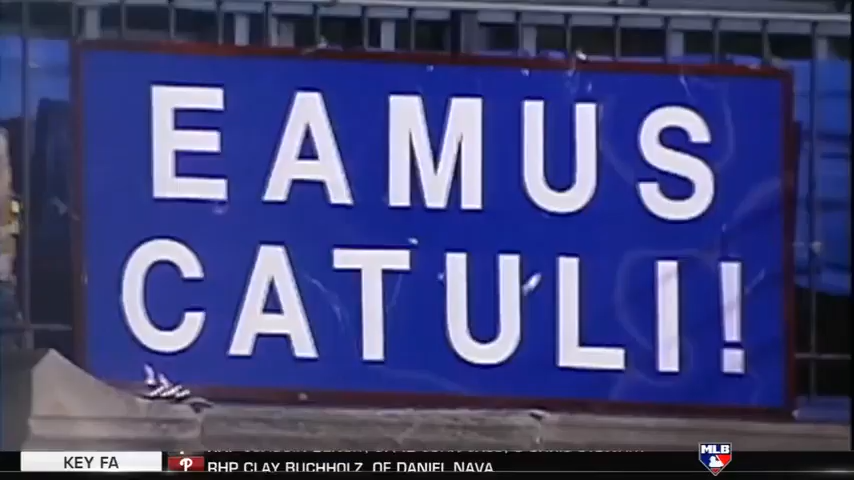 EAMUS
CATULI!
KEY FA
RHP CLAY BUCHHOLZ, OF DANIEL NAVA
MLB